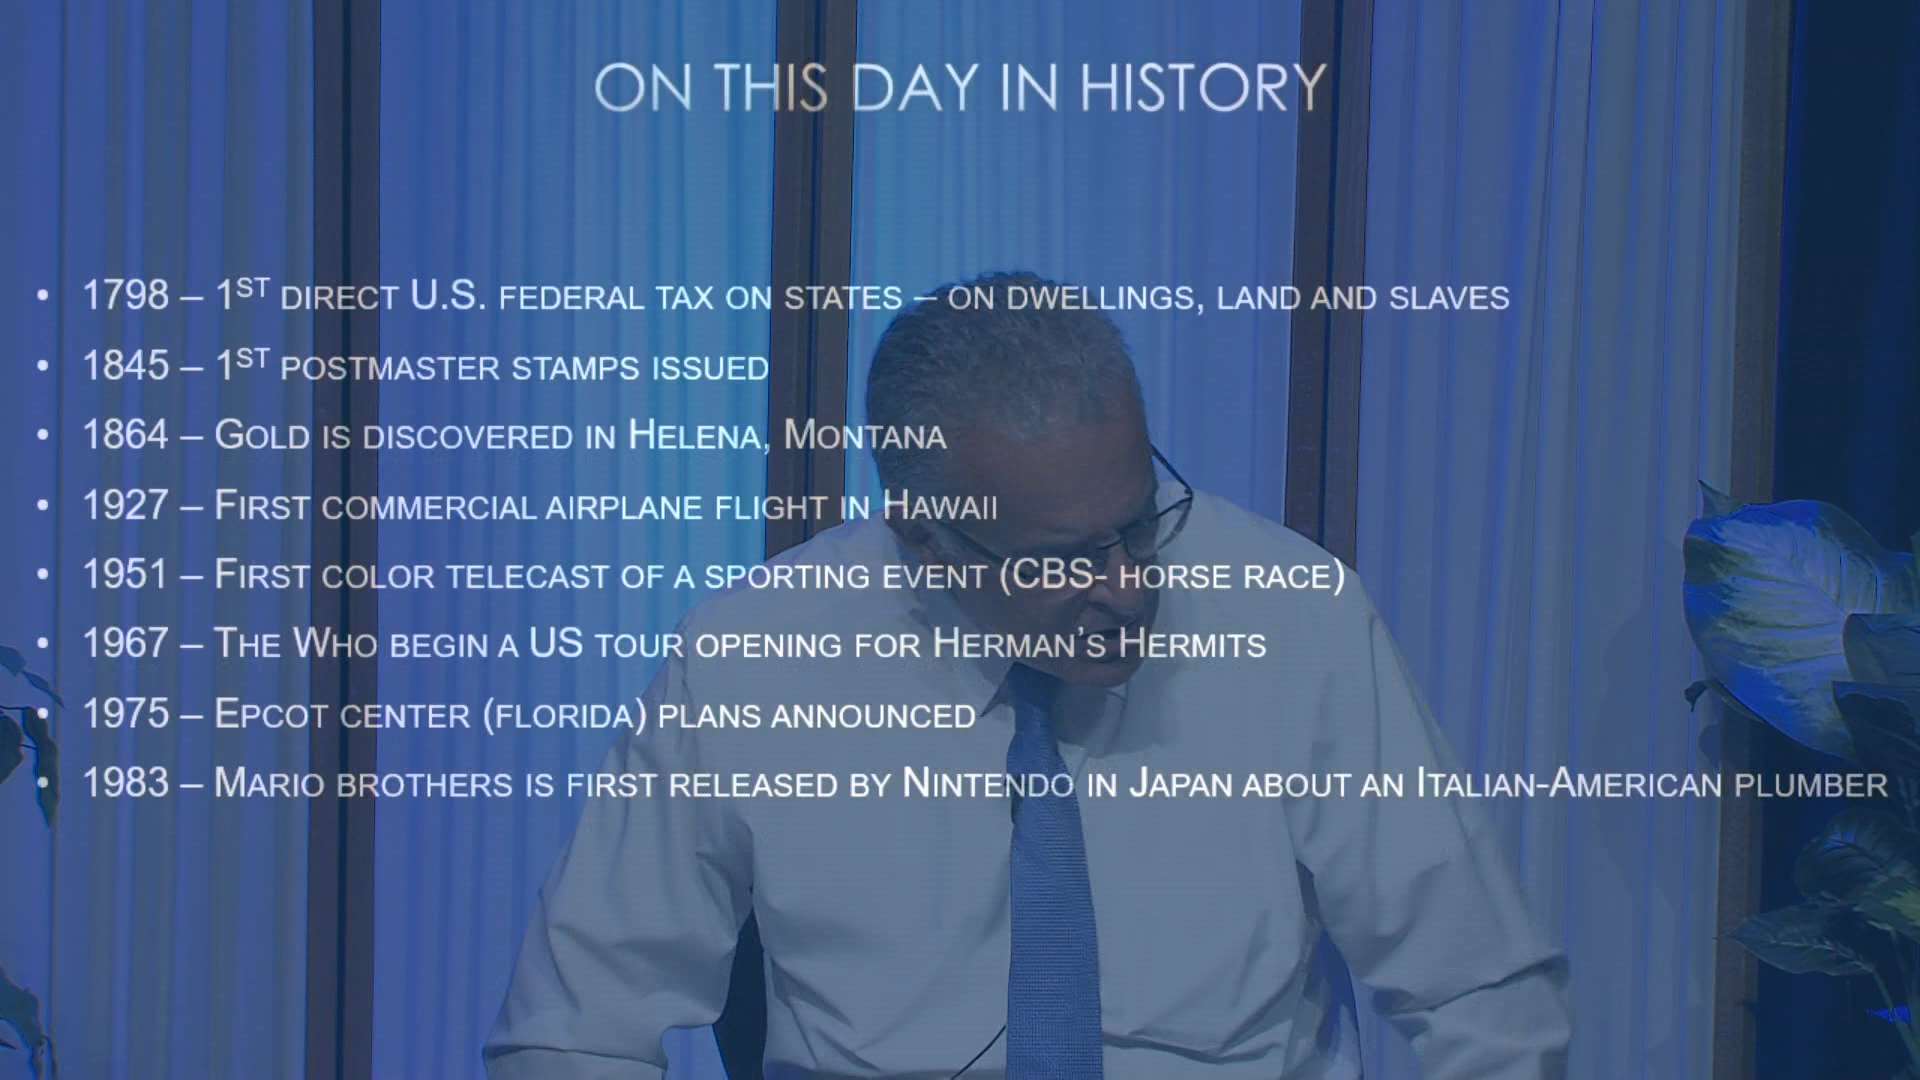 ON THIS DAY IN HISTORY
• 1798 – 1ST DIRECT U.S. FEDERAL TAX ON STATES – ON DWELLINGS, LAND AND SLAVES
• 1845 – 1ST POSTMASTER STAMPS ISSUED
• 1864 – GOLD IS DISCOVERED IN HELENA, MONTANA
• 1927 – FIRST COMMERCIAL AIRPLANE FLIGHT IN HAWAII
• 1951 – FIRST COLOR TELECAST OF A SPORTING EVENT (CBS- HORSE RACE)
• 1967 – THE WHO BEGIN A US TOUR OPENING FOR HERMAN'S HERMITS
• 1975 – EPCOT CENTER (FLORIDA) PLANS ANNOUNCED
• 1983 – MARIO BROTHERS IS FIRST RELEASED BY NINTENDO IN JAPAN ABOUT AN ITALIAN-AMERICAN PLUMBER